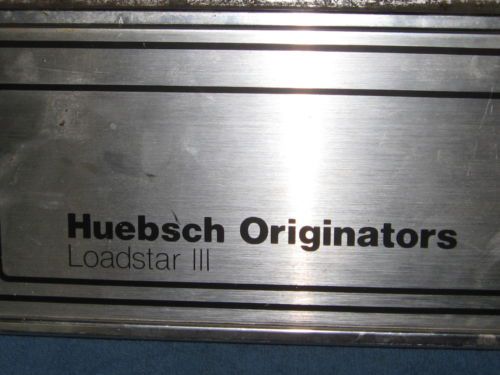 Huebsch Originators
Loadstar III